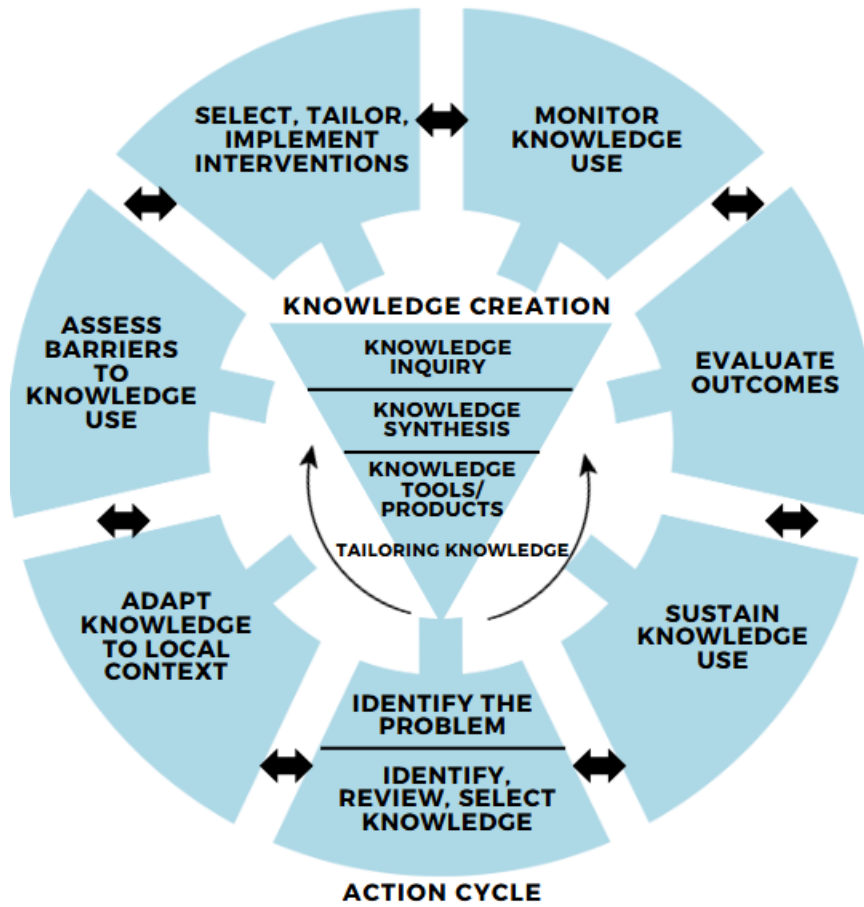 SELECT, TAILOR,
IMPLEMENT
INTERVENTIONS
MONITOR
KNOWLEDGE
USE
ASSESS
BARRIERS
TO
KNOWLEDGE
USE
KNOWLEDGE CREATION
KNOWLEDGE
INQUIRY
KNOWLEDGE
SYNTHESIS
KNOWLEDGE
TOOLS/
PRODUCTS
TAILORING KNOWLEDGE
EVALUATE
OUTCOMES
ADAPT
KNOWLEDGE
TO LOCAL
CONTEXT
SUSTAIN
KNOWLEDGE
USE
IDENTIFY THE
PROBLEM
IDENTIFY,
REVIEW, SELECT
KNOWLEDGE
ACTION CYCLE